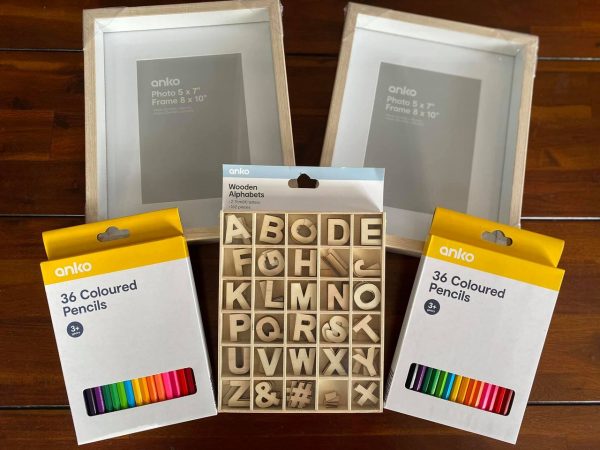 anko
Photo 5 x 7"
Frame 8 x 10"
anko
Photo 5 x 7"
Frame 8 x 10"
anko
Wooden
Alphabets
anko
36 Coloured
Pencils
3+
A B C D E
F G H I J
K L M N O
P Q R S T
U V W X Y
Z & # - x
anko
36 Coloured
Pencils
3+